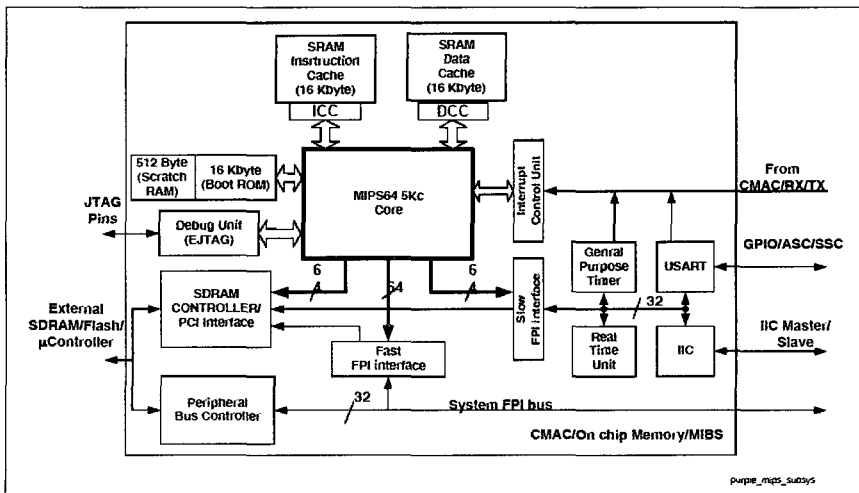 SRAM
Insrtruction
Cache
(16 Kbyte)
ICC
SRAM
Data
Cache
(16 Kbyte)
DCC
512 Byte
(Scratch
RAM)
16 Kbyte
(Boot ROM)
MIPS64 5Kc
Core
Interrupt
Control Unit
From
CMAC/RX/TX
JTAG
Pins
Debug Unit
(EJTAG)
Genral
Purpose
Timer
USART
GPIO/ASC/SSC
6
4
64
6
4
External
SDRAM/Flash/
µController
SDRAM
CONTROLLER/
PCI Interface
Slow
FPI interface
32
Fast
FPI interface
Real
Time
Unit
IIC
IIC Master/
Slave
Peripheral
Bus Controller
32
System FPI bus
CMAC/On chip Memory/MIBS
purple_mips_subsys